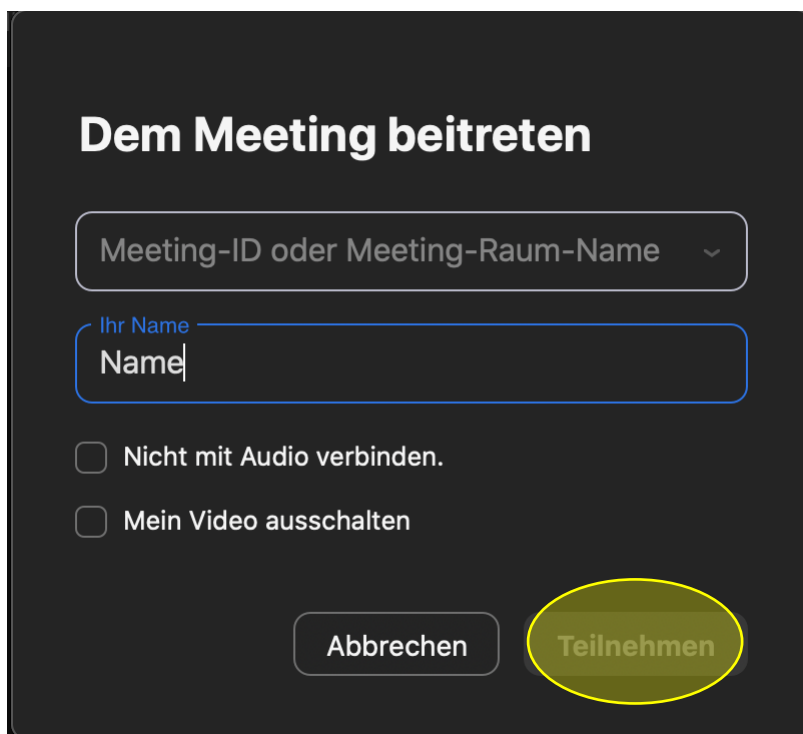 Dem Meeting beitreten
Meeting-ID oder Meeting-Raum-Name
Ihr Name
Name
Nicht mit Audio verbinden.
Mein Video ausschalten
Abbrechen Teilnehmen